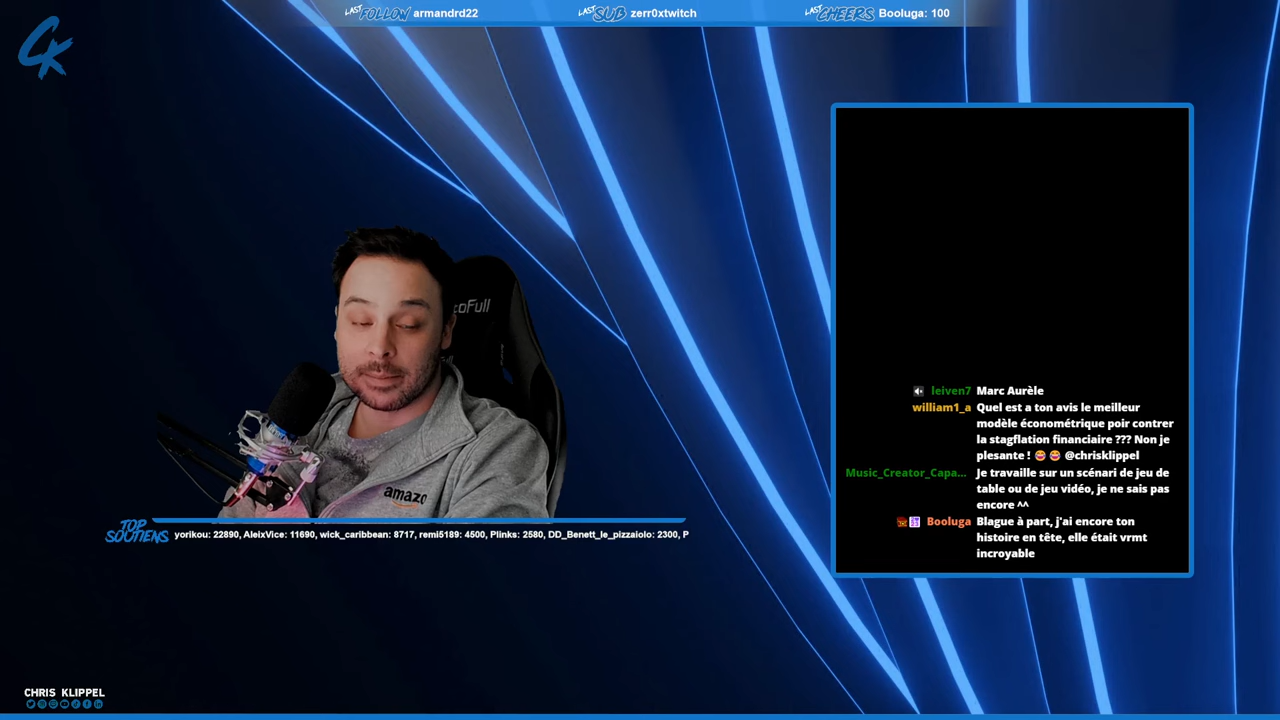 LAST FOLLOW armandrd22
LAST SUB zerr0xtwitch
LAST CHEERS Booluga: 100
CK
coFull
amazo
leiven7 Marc Aurèle
william1_a Quel est a ton avis le meilleur
modèle économétrique poir contrer
la stagflation financiaire ??? Non je
plesante ! 😄 😄 @chrisklippel
Music_Creator_Capa... Je travaille sur un scénari de jeu de
table ou de jeu vidéo, je ne sais pas
encore ^^
Booluga Blague à part, j'ai encore ton
histoire en tête, elle était vrmt
incroyable
TOP
SOUTIENS
yorikou: 22890, AleixVice: 11690, wick_caribbean: 8717, remi5189: 4500, Plinks: 2580, DD_Benett_le_pizzaiolo: 2300, P
CHRIS KLIPPEL